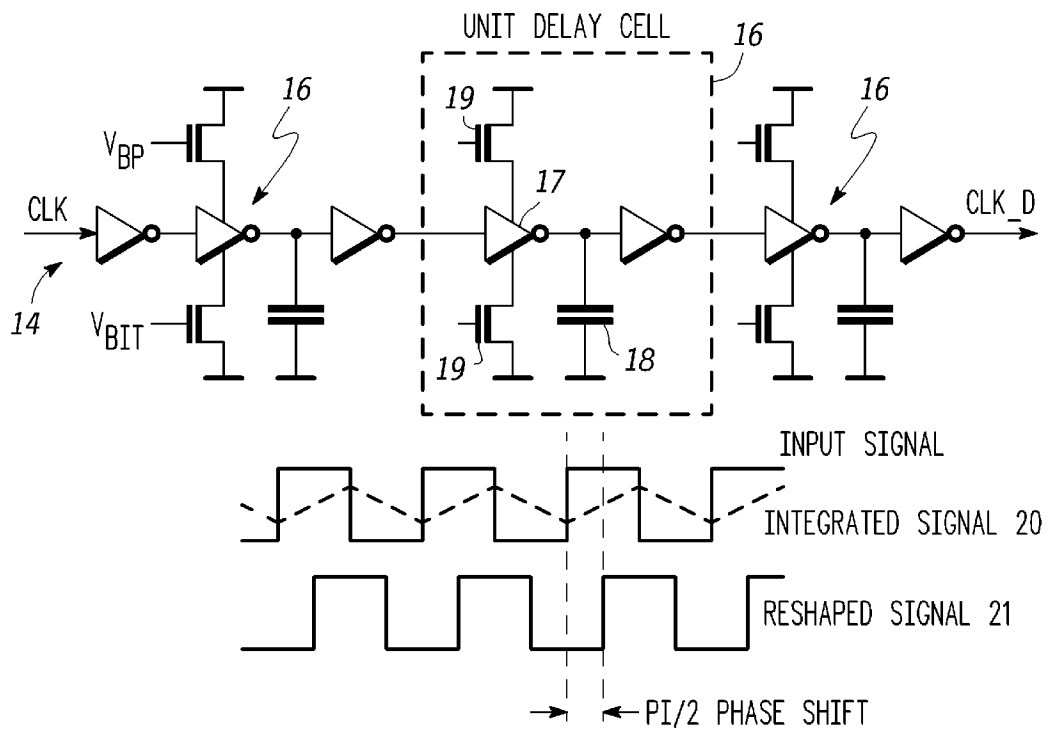 UNIT DELAY CELL
16
16
19
16
V_BP
17
CLK
CLK_D
14
V_BIT
19
18
INPUT SIGNAL
INTEGRATED SIGNAL 20
RESHAPED SIGNAL 21
PI/2 PHASE SHIFT